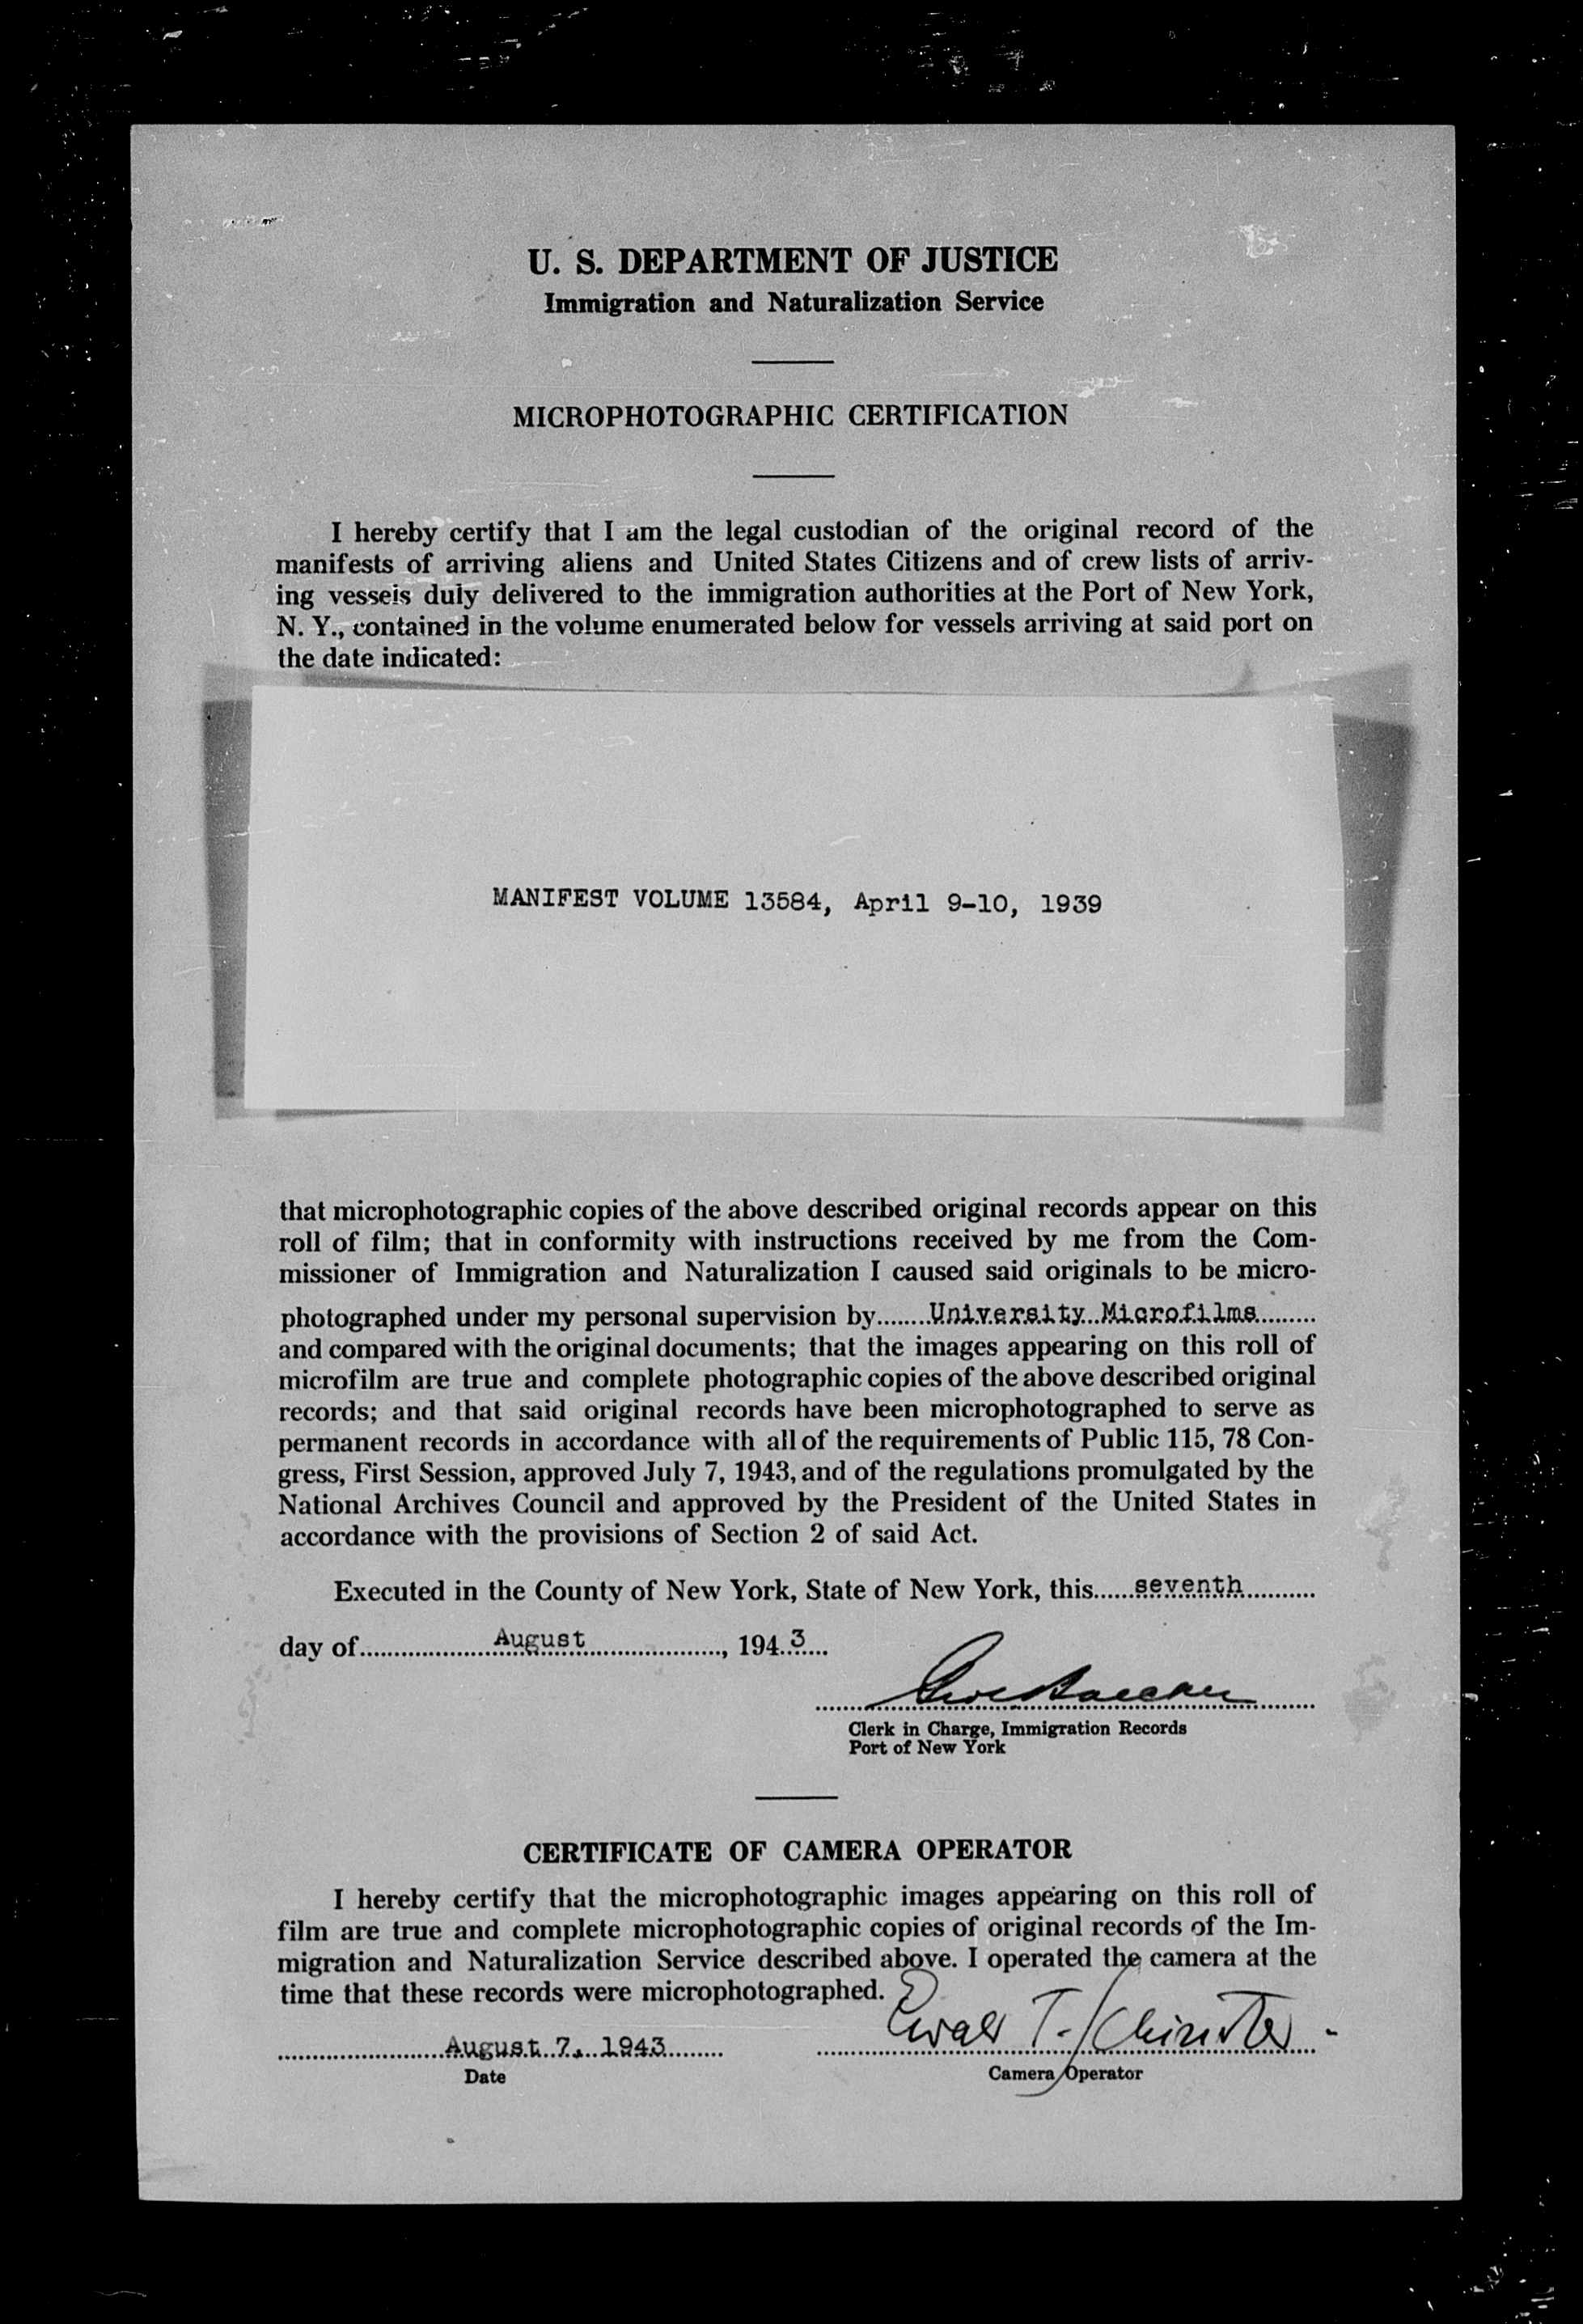 U. S. DEPARTMENT OF JUSTICE
Immigration and Naturalization Service
MICROPHOTOGRAPHIC CERTIFICATION
I hereby certify that I am the legal custodian of the original record of the
manifests of arriving aliens and United States Citizens and of crew lists of arriv-
ing vessels duly delivered to the immigration authorities at the Port of New York,
N. Y., contained in the volume enumerated below for vessels arriving at said port on
the date indicated:
MANIFEST VOLUME 13584, April 9-10, 1939
that microphotographic copies of the above described original records appear on this
roll of film; that in conformity with instructions received by me from the Com-
missioner of Immigration and Naturalization I caused said originals to be micro-
photographed under my personal supervision by........University Microfilms.........
and compared with the original documents; that the images appearing on this roll of
microfilm are true and complete photographic copies of the above described original
records; and that said original records have been microphotographed to serve as
permanent records in accordance with all of the requirements of Public 115, 78 Con-
gress, First Session, approved July 7, 1943, and of the regulations promulgated by the
National Archives Council and approved by the President of the United States in
accordance with the provisions of Section 2 of said Act.
Executed in the County of New York, State of New York, this......seventh...........
day of.......................August......................, 194..3....
Clerk in Charge, Immigration Records
Port of New York
CERTIFICATE OF CAMERA OPERATOR
I hereby certify that the microphotographic images appearing on this roll of
film are true and complete microphotographic copies of original records of the Im-
migration and Naturalization Service described above. I operated the camera at the
time that these records were microphotographed.
August 7, 1943
Date
Camera Operator